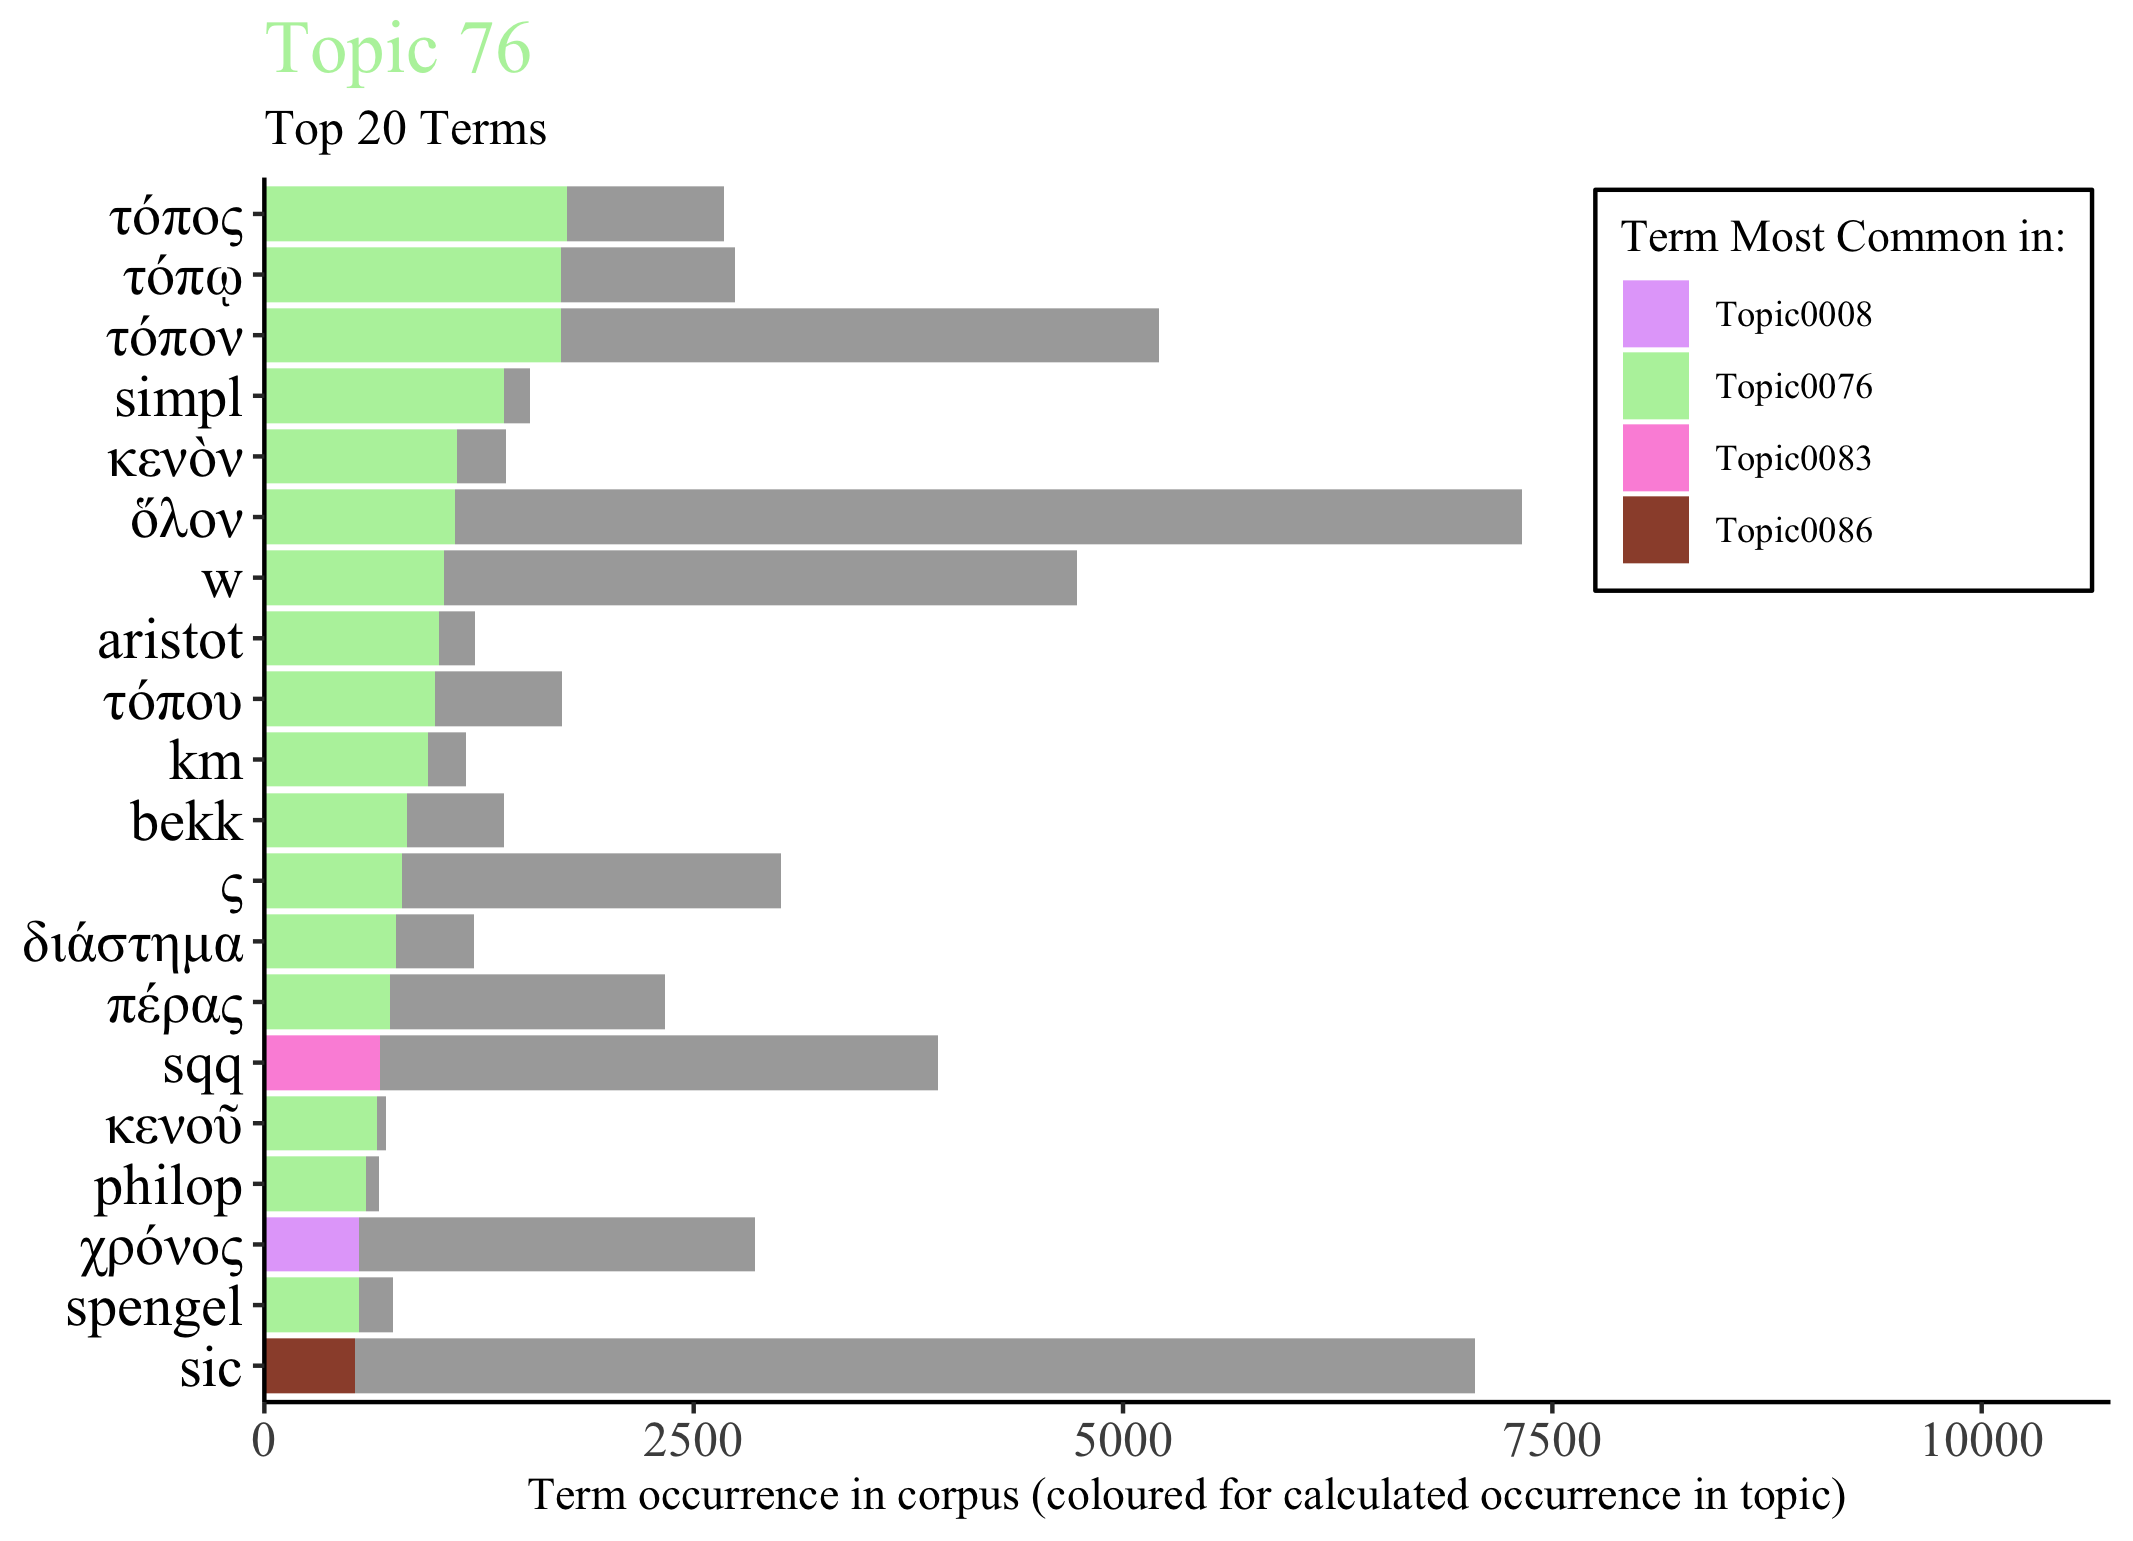 Topic 76
Top 20 Terms
τόπος
τόπῳ
τόπον
simpl
κενὸν
ὅλον
w
aristot
τόπου
km
bekk
ς
διάστημα
πέρας
sqq
κενοῦ
philop
χρόνος
spengel
sic
Term Most Common in:
Topic0008
Topic0076
Topic0083
Topic0086
0 2500 5000 7500 10000
Term occurrence in corpus (coloured for calculated occurrence in topic)